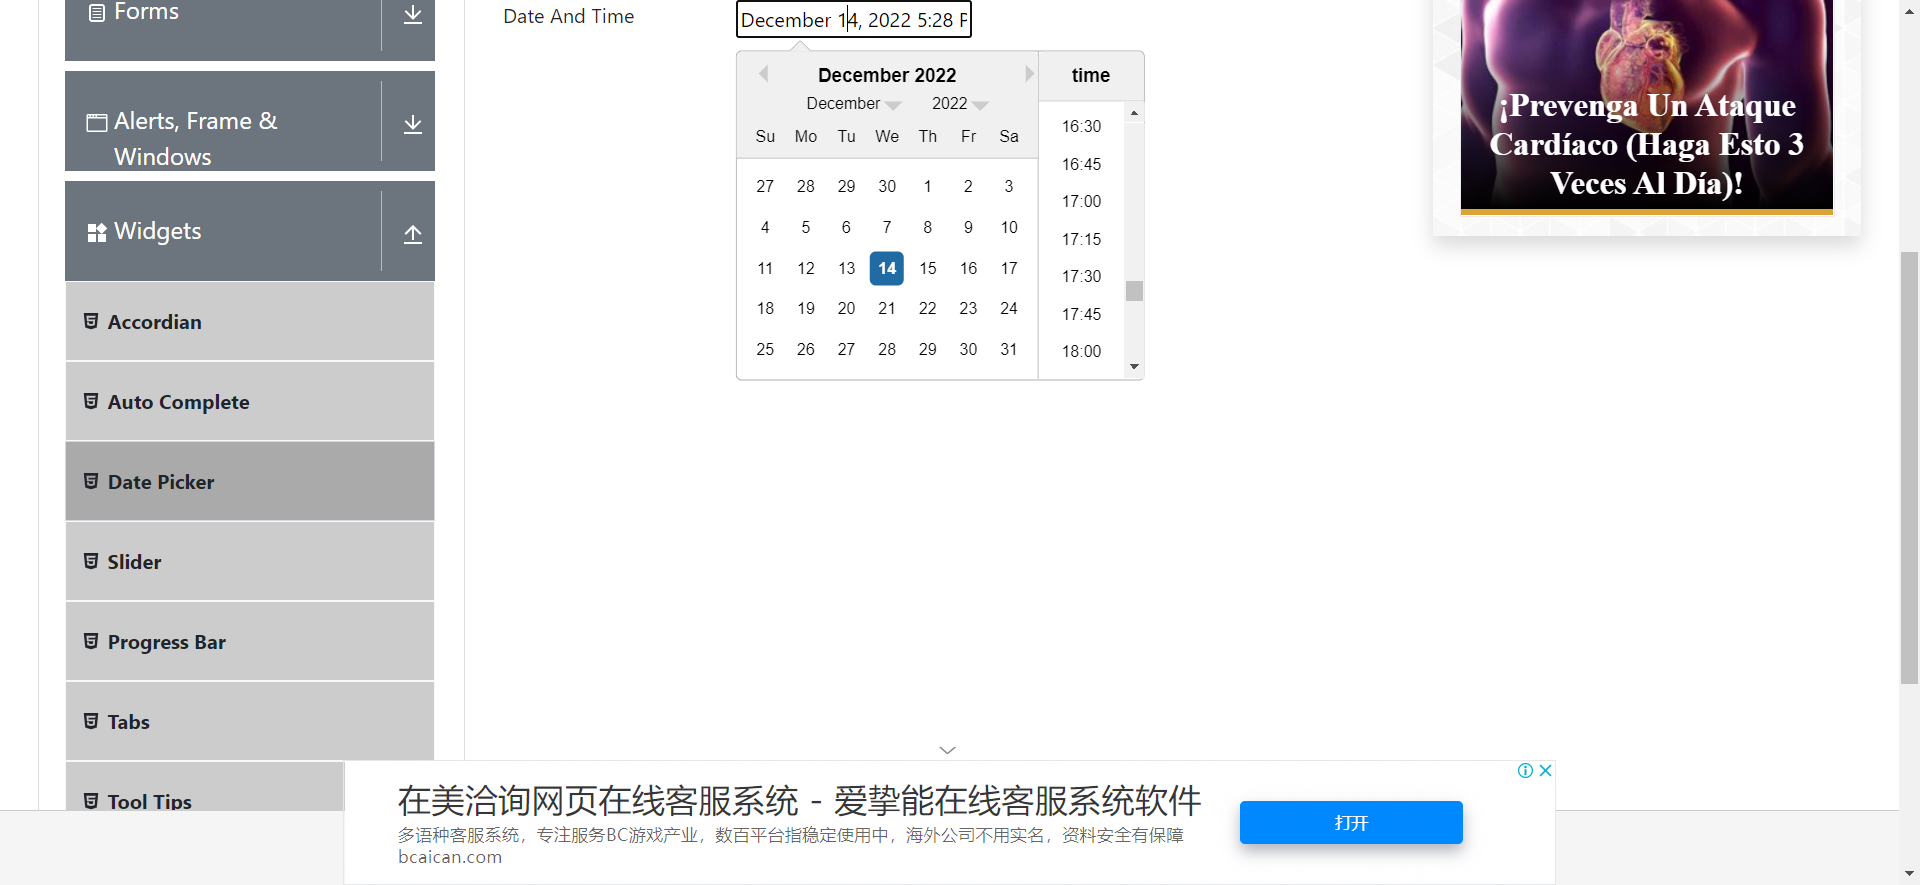 Forms
Alerts, Frame &
Windows
Widgets
Accordian
Auto Complete
Date Picker
Slider
Progress Bar
Tabs
Tool Tips
Date And Time
December 14, 2022 5:28 P
December 2022
December 2022
Su Mo Tu We Th Fr Sa
27 28 29 30 1 2 3
4 5 6 7 8 9 10
11 12 13 14 15 16 17
18 19 20 21 22 23 24
25 26 27 28 29 30 31
time
16:30
16:45
17:00
17:15
17:30
17:45
18:00
¡Prevenga Un Ataque
Cardíaco (Haga Esto 3
Veces Al Día)!
在美洽询网页在线客服系统 - 爱挚能在线客服系统软件
多语种客服系统，专注服务BC游戏产业，数百平台指稳定使用中，海外公司不用实名，资料安全有保障
bcaican.com
打开